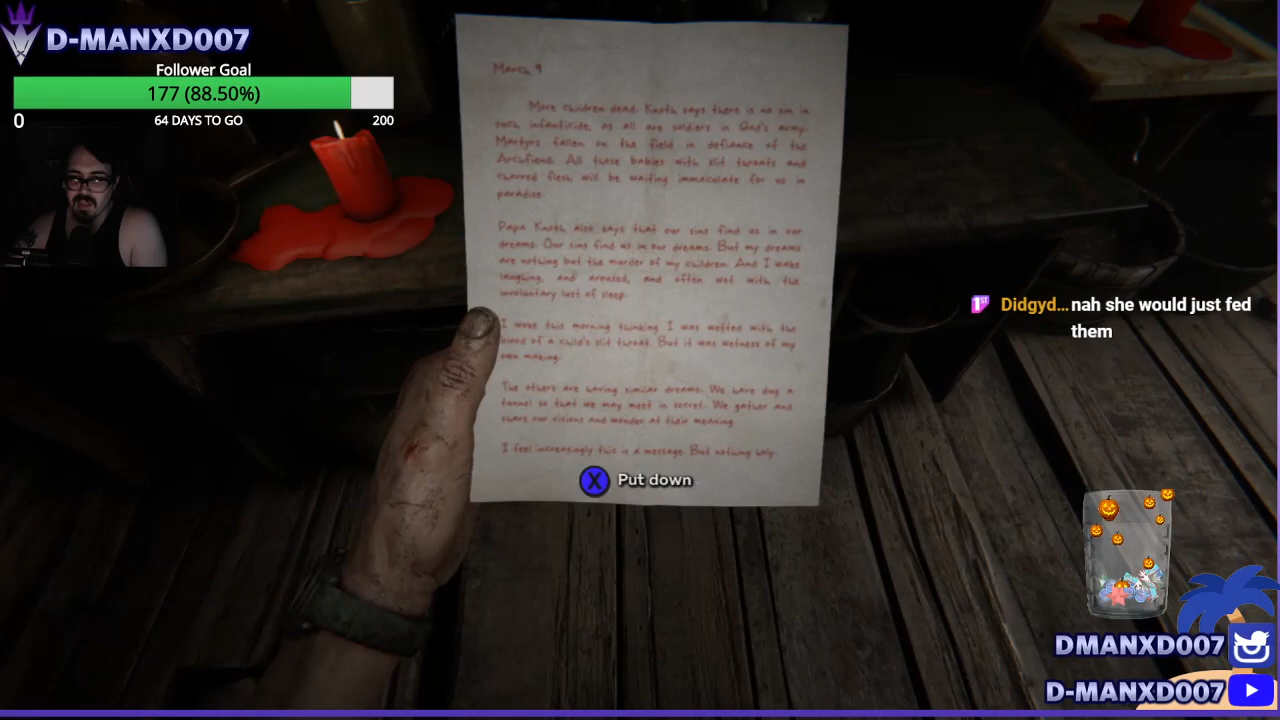 D-MANXD007
Follower Goal
177 (88.50%)
0
64 DAYS TO GO
200
March 9
More children dead. Knoth says there is no sin in
such infanticide, as all are soldiers in God's army.
Martyrs fallen on the field in defiance of the
Archfiend. All those babies with slit throats and
charred flesh will be waiting immaculate for us in
paradise.
Papa Knoth also says that our sins find us in our
dreams. Our sins find us in our dreams. But my dreams
are nothing but the murder of my children. And I wake
laughing, and aroused, and often wet with the
involuntary lust of sleep.
I woke this morning thinking I was wetted with the
blood of a child's slit throat. But it was wetness of my
own making.
The others are having similar dreams. We have dug a
tunnel so that we may meet in secret. We gather and
share our visions and wonder at their meaning.
I feel increasingly this is a message. But nothing holy.
X Put down
1ST Didgyd... nah she would just fed
them
DMANXD007
D-MANXD007